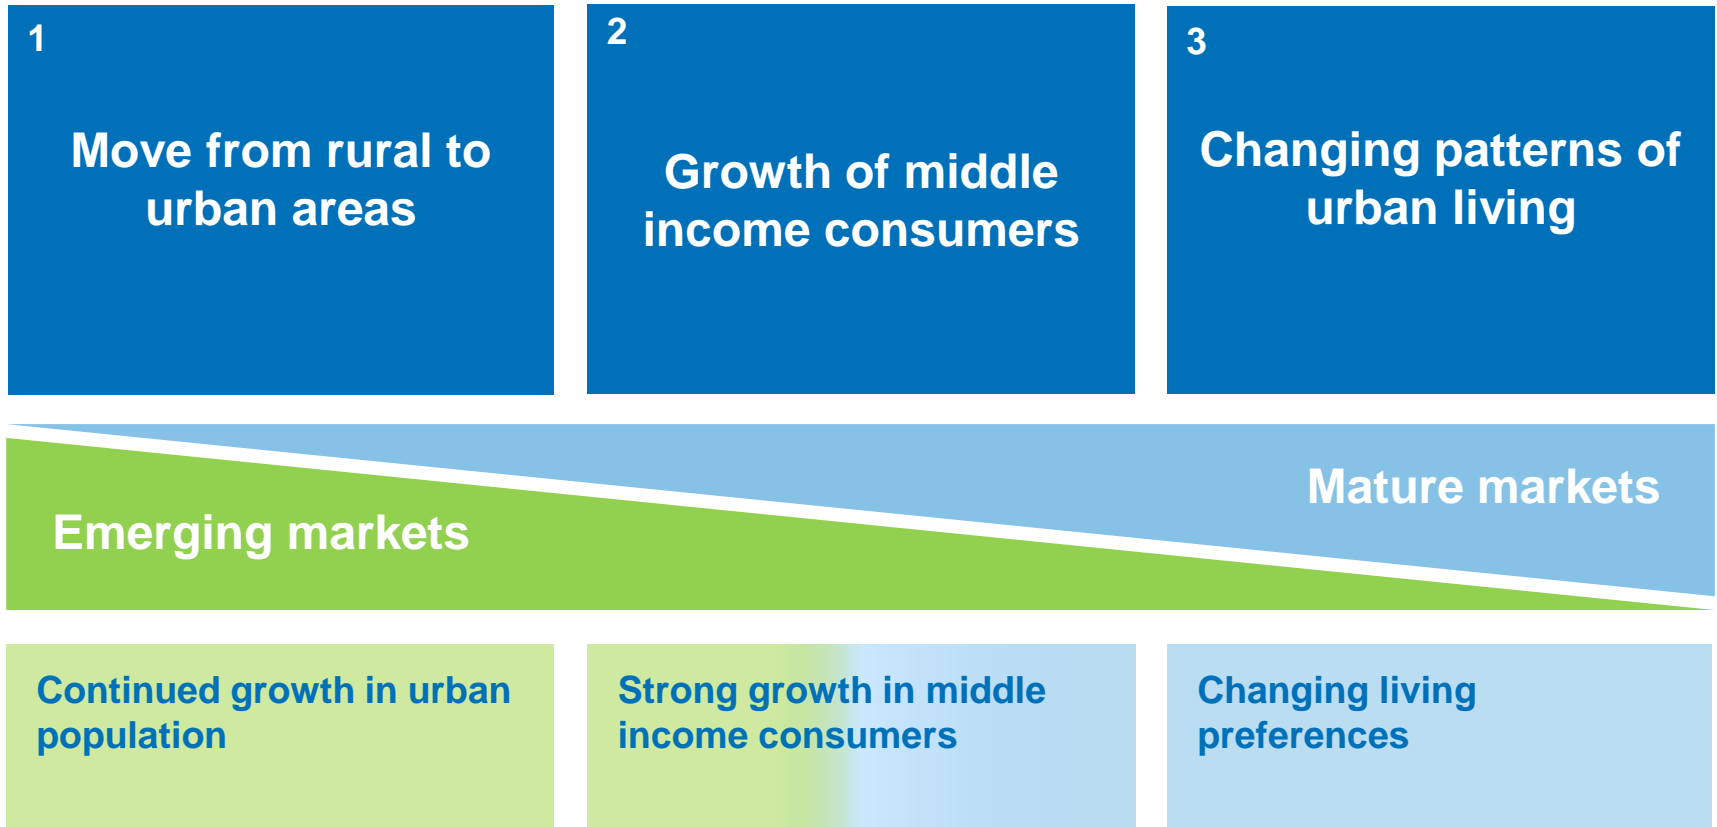 1
Move from rural to
urban areas
2
Growth of middle
income consumers
3
Changing patterns of
urban living
Mature markets
Emerging markets
Continued growth in urban
population
Strong growth in middle
income consumers
Changing living
preferences